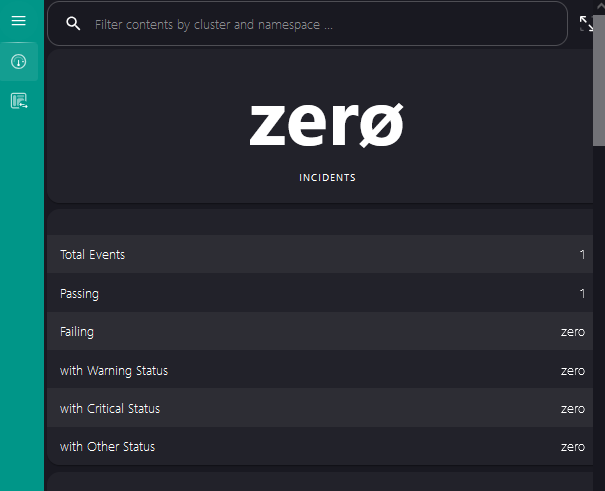 Filter contents by cluster and namespace ...
zerø
INCIDENTS
Total Events 1
Passing 1
Failing zero
with Warning Status zero
with Critical Status zero
with Other Status zero